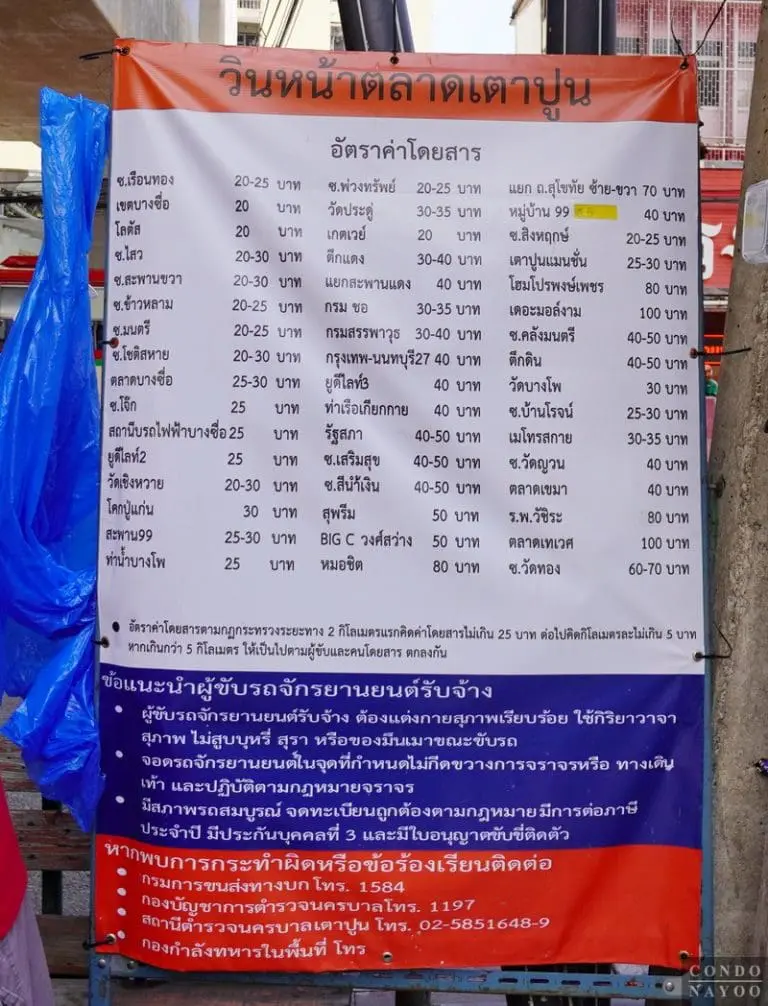 วินหน้าตลาดเตาปูน
อัตราค่าโดยสาร
ซ.เรือนทอง 20-25 บาท
เขตบางซื่อ 20 บาท
โลตัส 20 บาท
ซ.ไสว 20-30 บาท
ซ.สะพานขวา 20-30 บาท
ซ.ข้าวหลาม 20-25 บาท
ซ.มนตรี 20-25 บาท
ซ.โชติสหาย 20-30 บาท
ตลาดบางซื่อ 25-30 บาท
ซ.โจ๊ก 25 บาท
สถานีบรถไฟฟ้าบางซื่อ 25 บาท
ยูดีไลท์2 25 บาท
วัดเชิงหวาย 20-30 บาท
โคกปู่แก่น 30 บาท
สะพาน99 25-30 บาท
ท่าน้ำบางโพ 25 บาท
ซ.พ่วงทรัพย์ 20-25 บาท
วัดประดู่ 30-35 บาท
เกตเวย์ 20 บาท
ตึกแดง 30-40 บาท
แยกสะพานแดง 40 บาท
กรม ชอ 30-35 บาท
กรมสรรพาวุธ 30-40 บาท
กรุงเทพ-นนทบุรี27 40 บาท
ยูดีไลท์3 40 บาท
ท่าเรือเกียกกาย 40 บาท
รัฐสภา 40-50 บาท
ซ.เสริมสุข 40-50 บาท
ซ.สีน้ำเงิน 40-50 บาท
สุพรีม 50 บาท
BIG C วงศ์สว่าง 50 บาท
หมอชิต 80 บาท
แยก ถ.สุโขทัย ซ้าย-ขวา 70 บาท
หมู่บ้าน 99 40 บาท
ซ.สิงหฤกษ์ 20-25 บาท
เตาปูนแมนชั่น 25-30 บาท
โฮมโปรพงษ์เพชร 80 บาท
เดอะมอล์งาม 100 บาท
ซ.คลังมนตรี 40-50 บาท
ตึกดิน 40-50 บาท
วัดบางโพ 30 บาท
ซ.บ้านโรจน์ 25-30 บาท
เมโทรสกาย 30-35 บาท
ซ.วัดญวน 40 บาท
ตลาดเขมา 40 บาท
ร.พ.วชิระ 80 บาท
ตลาดเทเวศ 100 บาท
ซ.วัดทอง 60-70 บาท
• อัตราค่าโดยสารตามกฎกระทรวงระยะทาง 2 กิโลเมตรแรกคิดค่าโดยสารไม่เกิน 25 บาท ต่อไปคิดกิโลเมตรละไม่เกิน 5 บาท
หากเกินกว่า 5 กิโลเมตร ให้เป็นไปตามผู้ขับและคนโดยสาร ตกลงกัน
ข้อแนะนำผู้ขับรถจักรยานยนต์รับจ้าง
• ผู้ขับรถจักรยานยนต์รับจ้าง ต้องแต่งกายสุภาพเรียบร้อย ใช้กิริยาวาจา
สุภาพ ไม่สูบบุหรี่ สุรา หรือของมึนเมาขณะขับรถ
• จอดรถจักรยานยนต์ในจุดที่กำหนดไม่กีดขวางการจราจรหรือ ทางเดิน
เท้า และปฏิบัติตามกฎหมายจราจร
• มีสภาพรถสมบูรณ์ จดทะเบียนถูกต้องตามกฎหมาย มีการต่อภาษี
ประจำปี มีประกันบุคคลที่ 3 และมีใบอนุญาตขับขี่ติดตัว
หากพบการกระทำผิดหรือข้อร้องเรียนติดต่อ
• กรมการขนส่งทางบก โทร. 1584
• กองบัญชาการตำรวจนครบาล โทร. 1197
• สถานีตำรวจนครบาลเตาปูน โทร. 02-5851648-9
• กองกำลังทหารในพื้นที่ โทร
CONDO
NAYOO